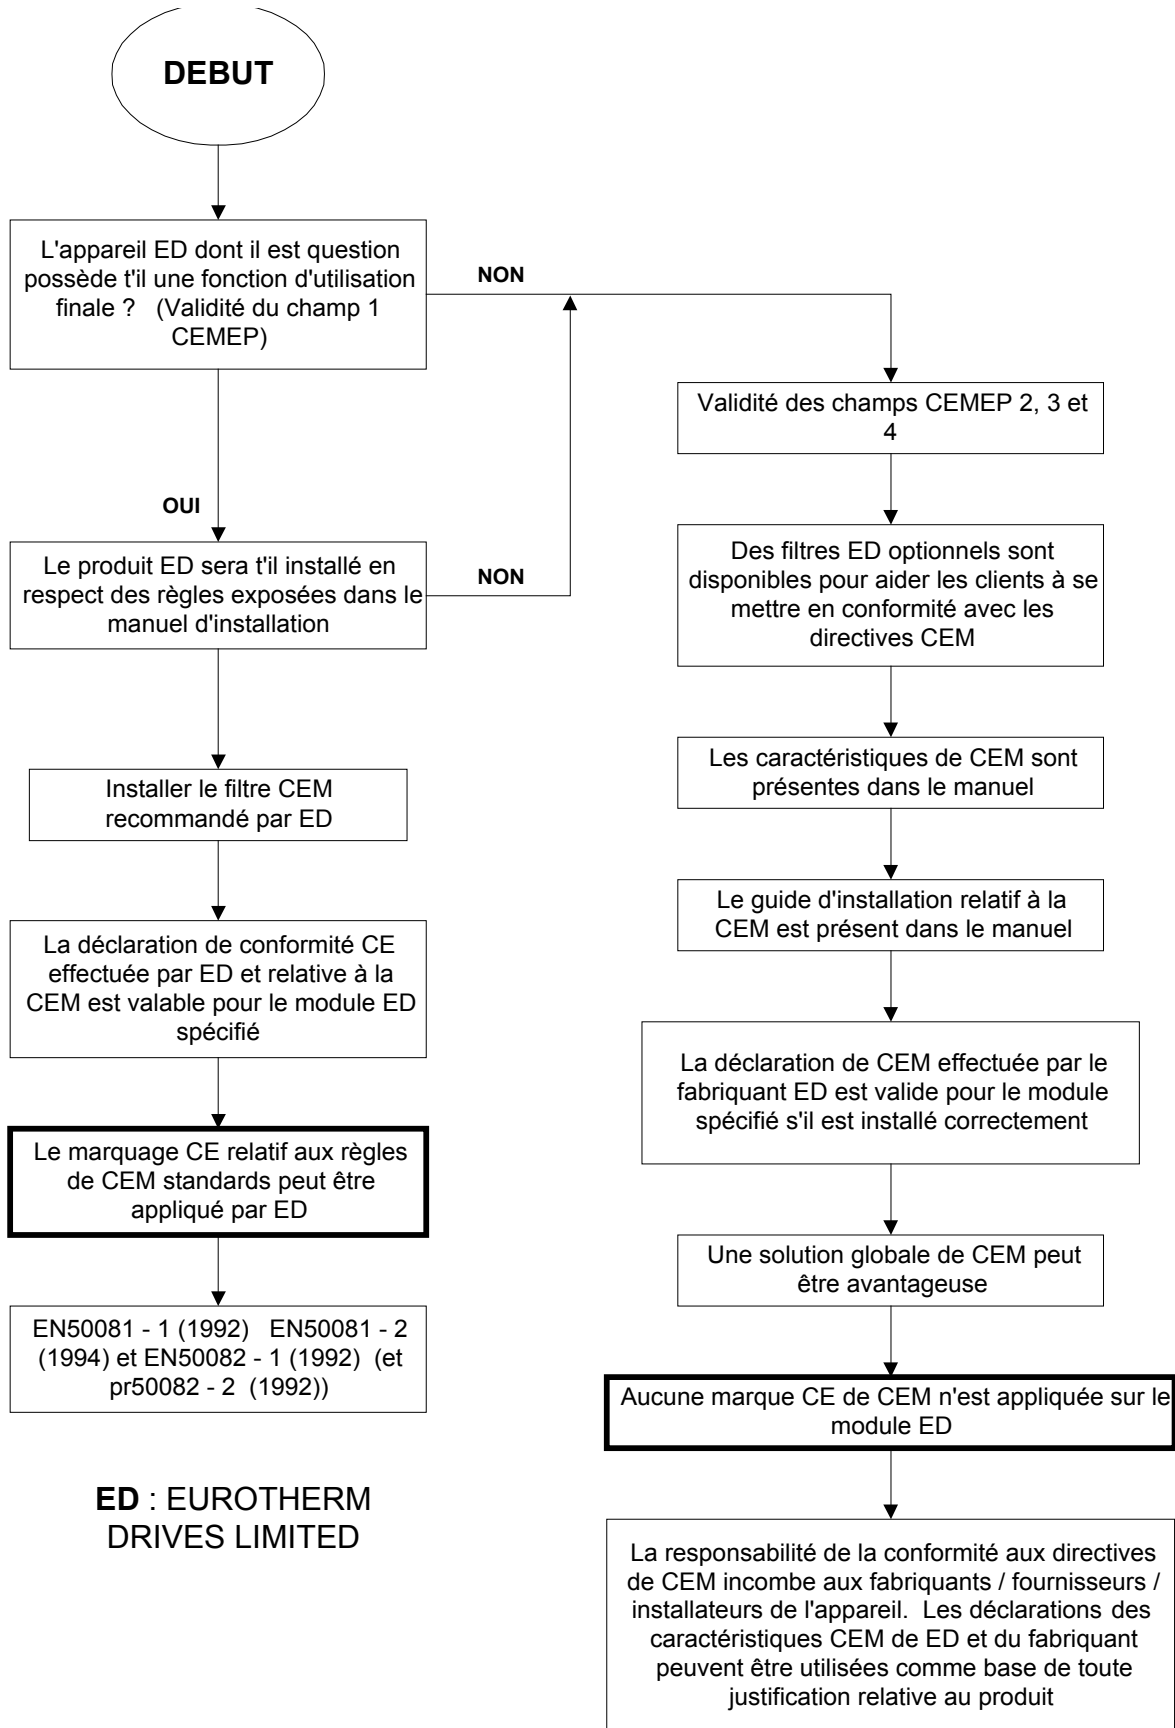 DEBUT
L'appareil ED dont il est question
possède t'il une fonction d'utilisation
finale ? (Validité du champ 1
CEMEP)
NON
OUI
Le produit ED sera t'il installé en
respect des règles exposées dans le
manuel d'installation
NON
Installer le filtre CEM
recommandé par ED
La déclaration de conformité CE
effectuée par ED et relative à la
CEM est valable pour le module ED
spécifié
Le marquage CE relatif aux règles
de CEM standards peut être
appliqué par ED
EN50081 - 1 (1992) EN50081 - 2
(1994) et EN50082 - 1 (1992) (et
pr50082 - 2 (1992))
ED : EUROTHERM
DRIVES LIMITED
Validité des champs CEMEP 2, 3 et
4
Des filtres ED optionnels sont
disponibles pour aider les clients à se
mettre en conformité avec les
directives CEM
Les caractéristiques de CEM sont
présentes dans le manuel
Le guide d'installation relatif à la
CEM est présent dans le manuel
La déclaration de CEM effectuée par le
fabriquant ED est valide pour le module
spécifié s'il est installé correctement
Une solution globale de CEM peut
être avantageuse
Aucune marque CE de CEM n'est appliquée sur le
module ED
La responsabilité de la conformité aux directives
de CEM incombe aux fabriquants / fournisseurs /
installateurs de l'appareil. Les déclarations des
caractéristiques CEM de ED et du fabriquant
peuvent être utilisées comme base de toute
justification relative au produit